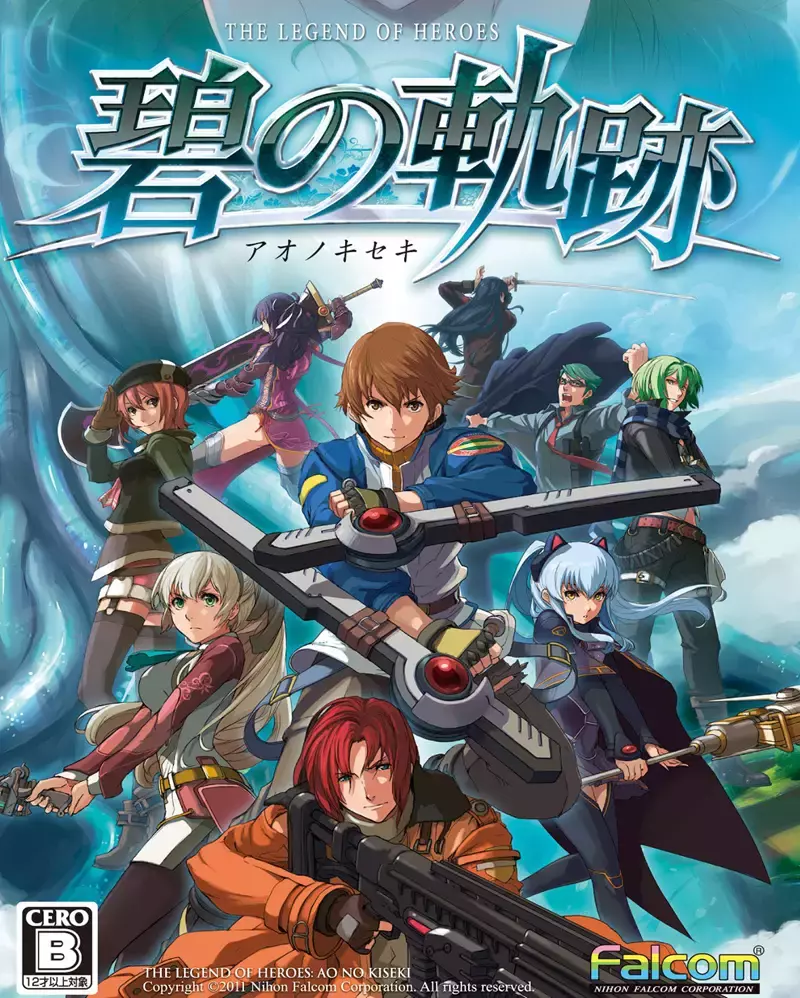 THE LEGEND OF HEROES
碧の軌跡
アオノキセキ
CERO
B
12才以上対象
THE LEGEND OF HEROES: AO NO KISEKI
Copyright ©2011 Nihon Falcom Corporation. All rights reserved.
Falcom®
NIHON FALCOM CORPORATION